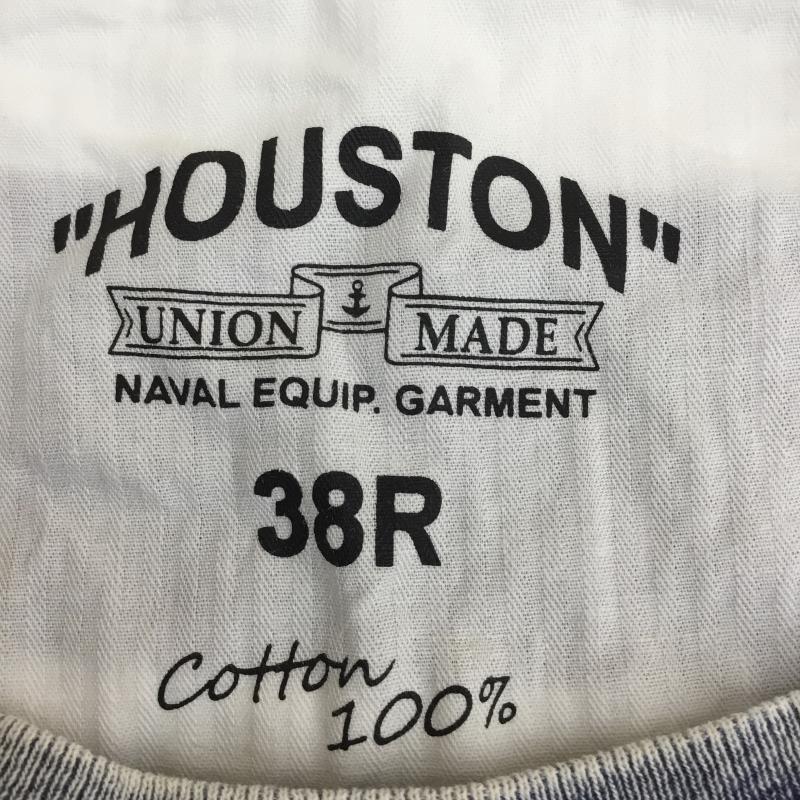 "HOUSTON"
UNION MADE
NAVAL EQUIP. GARMENT
38R
Cotton
100%